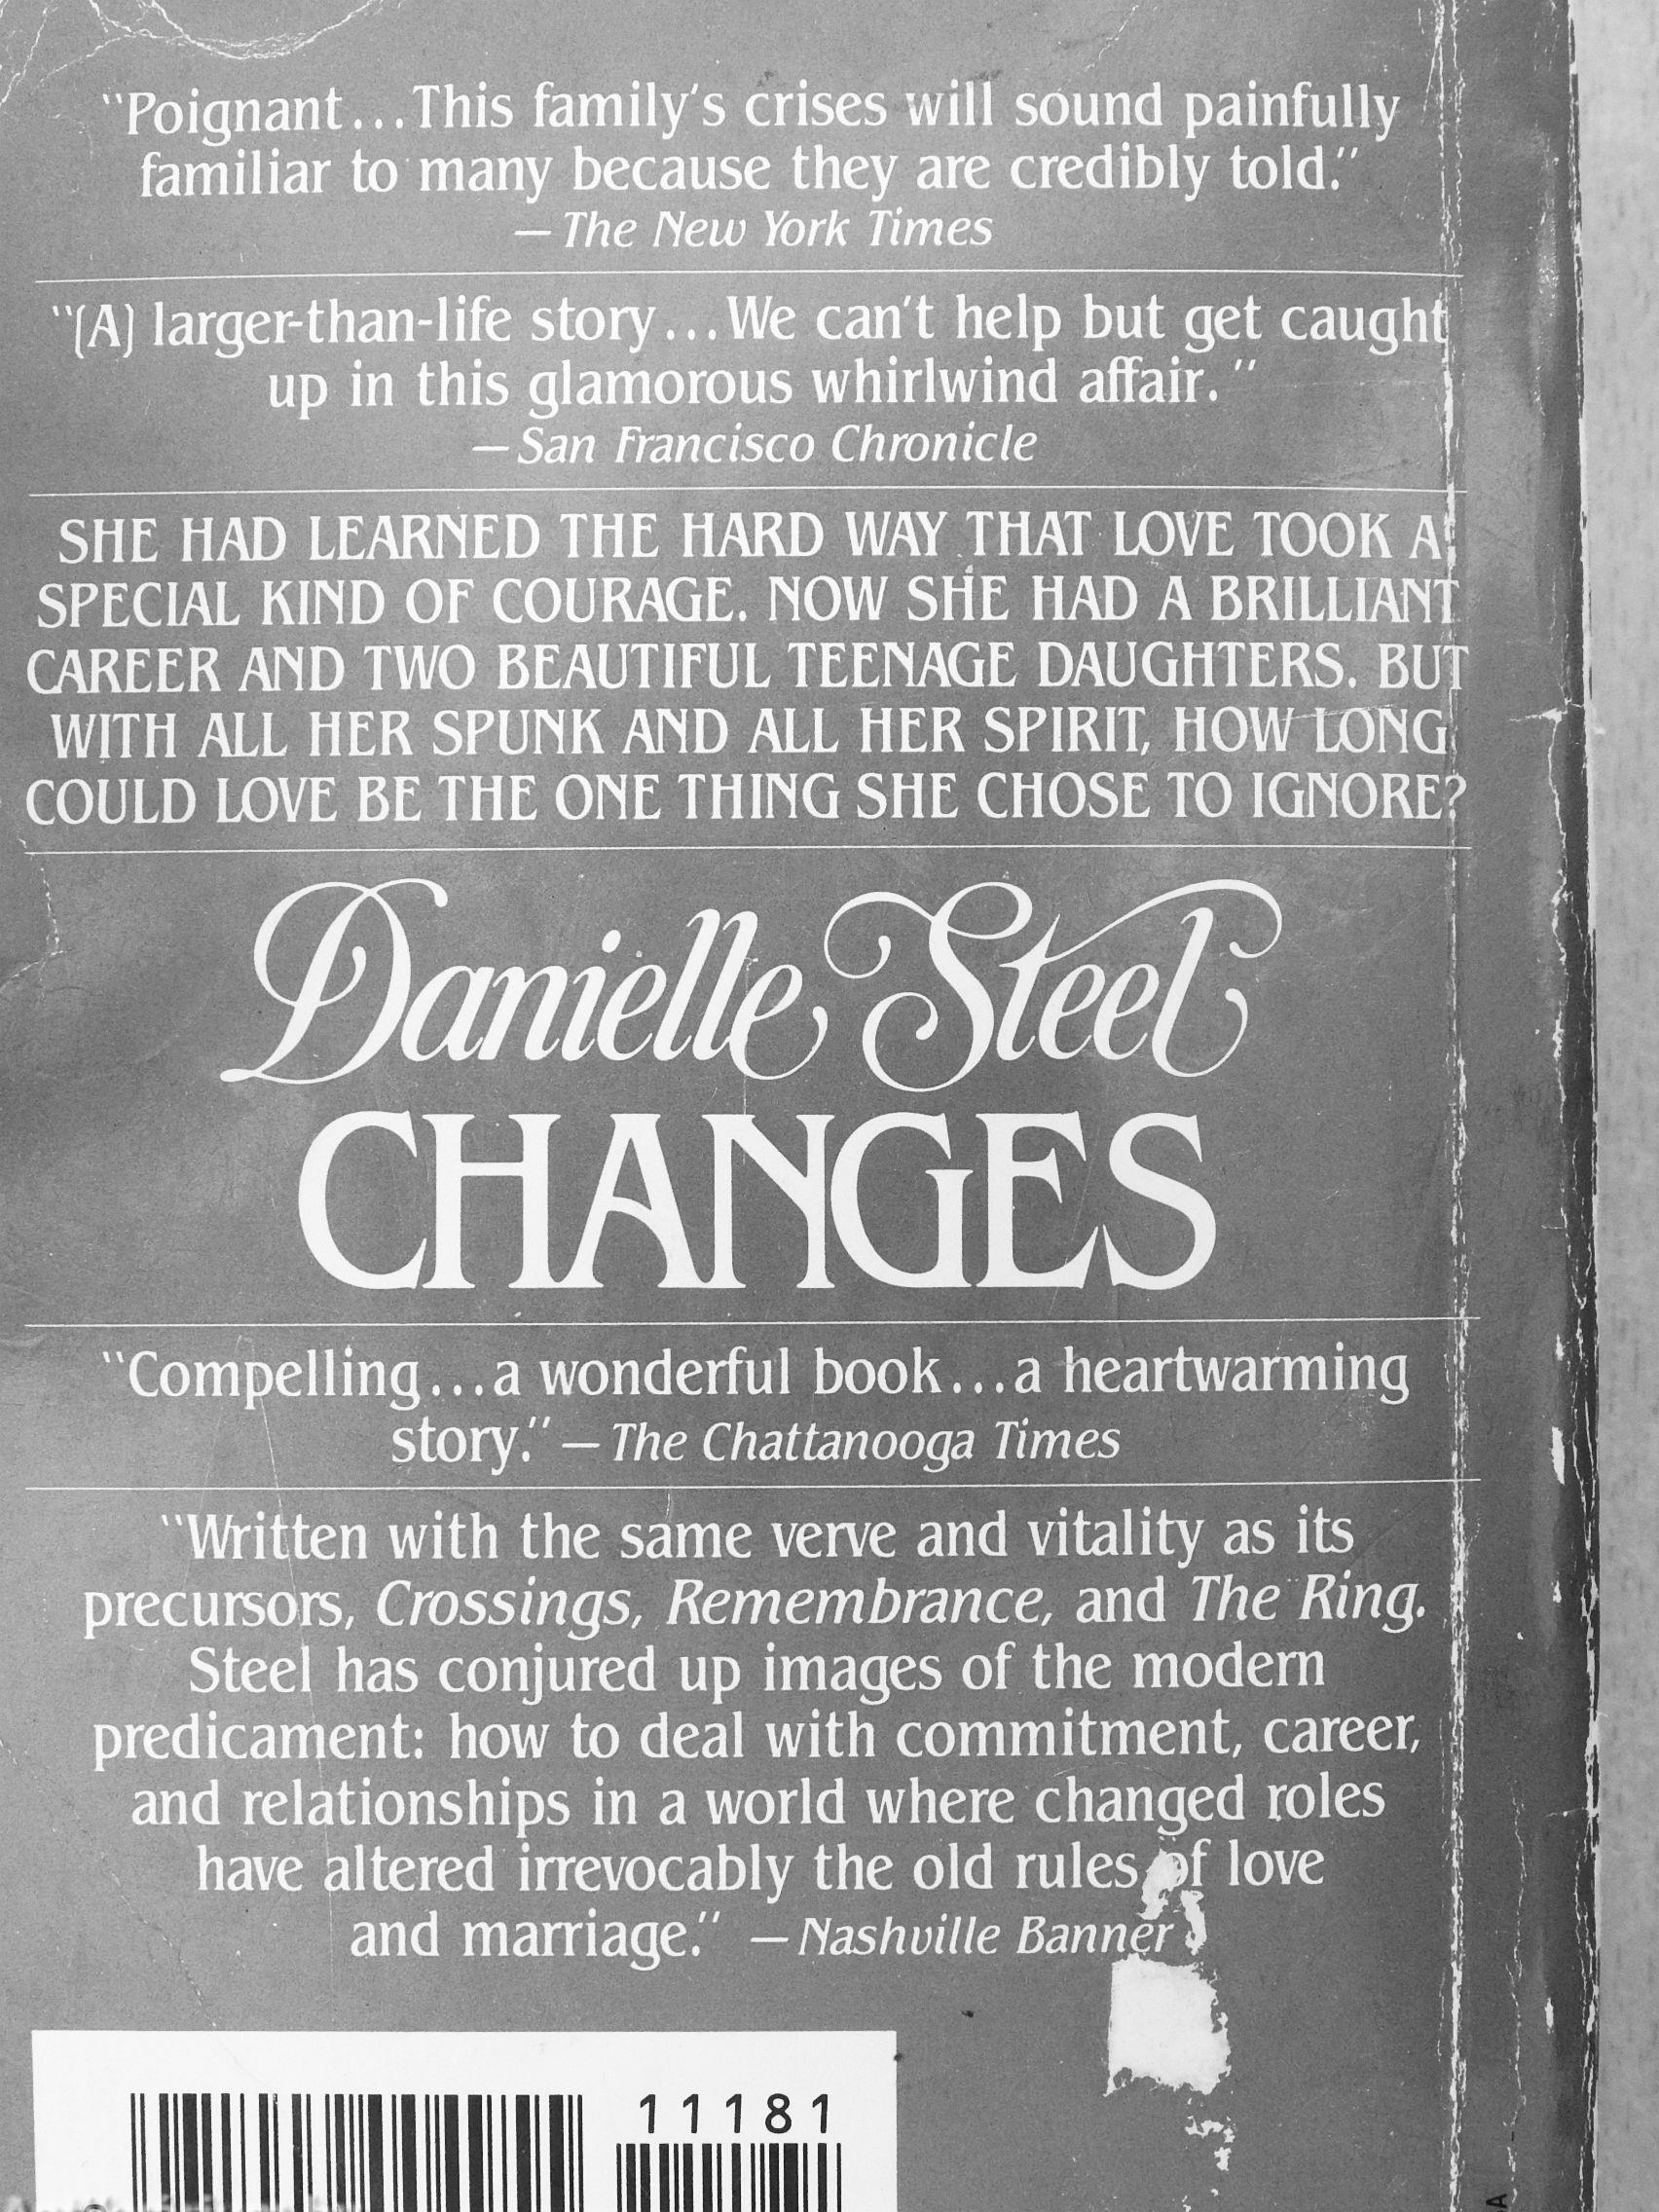 "Poignant...This family's crises will sound painfully
familiar to many because they are credibly told."
—The New York Times
"(A) larger-than-life story...We can't help but get caught
up in this glamorous whirlwind affair."
—San Francisco Chronicle
SHE HAD LEARNED THE HARD WAY THAT LOVE TOOK A
SPECIAL KIND OF COURAGE. NOW SHE HAD A BRILLIANT
CAREER AND TWO BEAUTIFUL TEENAGE DAUGHTERS. BUT
WITH ALL HER SPUNK AND ALL HER SPIRIT, HOW LONG
COULD LOVE BE THE ONE THING SHE CHOSE TO IGNORE?
Danielle Steel
CHANGES
"Compelling...a wonderful book...a heartwarming
story."—The Chattanooga Times
"Written with the same verve and vitality as its
precursors, Crossings, Remembrance, and The Ring.
Steel has conjured up images of the modern
predicament: how to deal with commitment, career,
and relationships in a world where changed roles
have altered irrevocably the old rules of love
and marriage." —Nashville Banner
11181